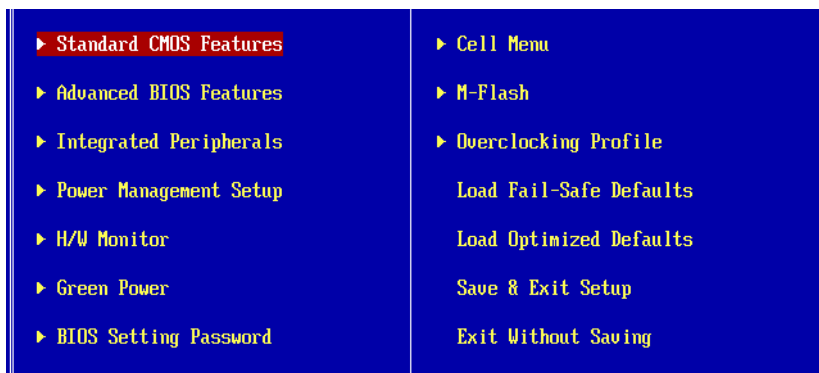 Standard CMOS Features
Advanced BIOS Features
Integrated Peripherals
Power Management Setup
H/W Monitor
Green Power
BIOS Setting Password
Cell Menu
M-Flash
Overclocking Profile
Load Fail-Safe Defaults
Load Optimized Defaults
Save & Exit Setup
Exit Without Saving